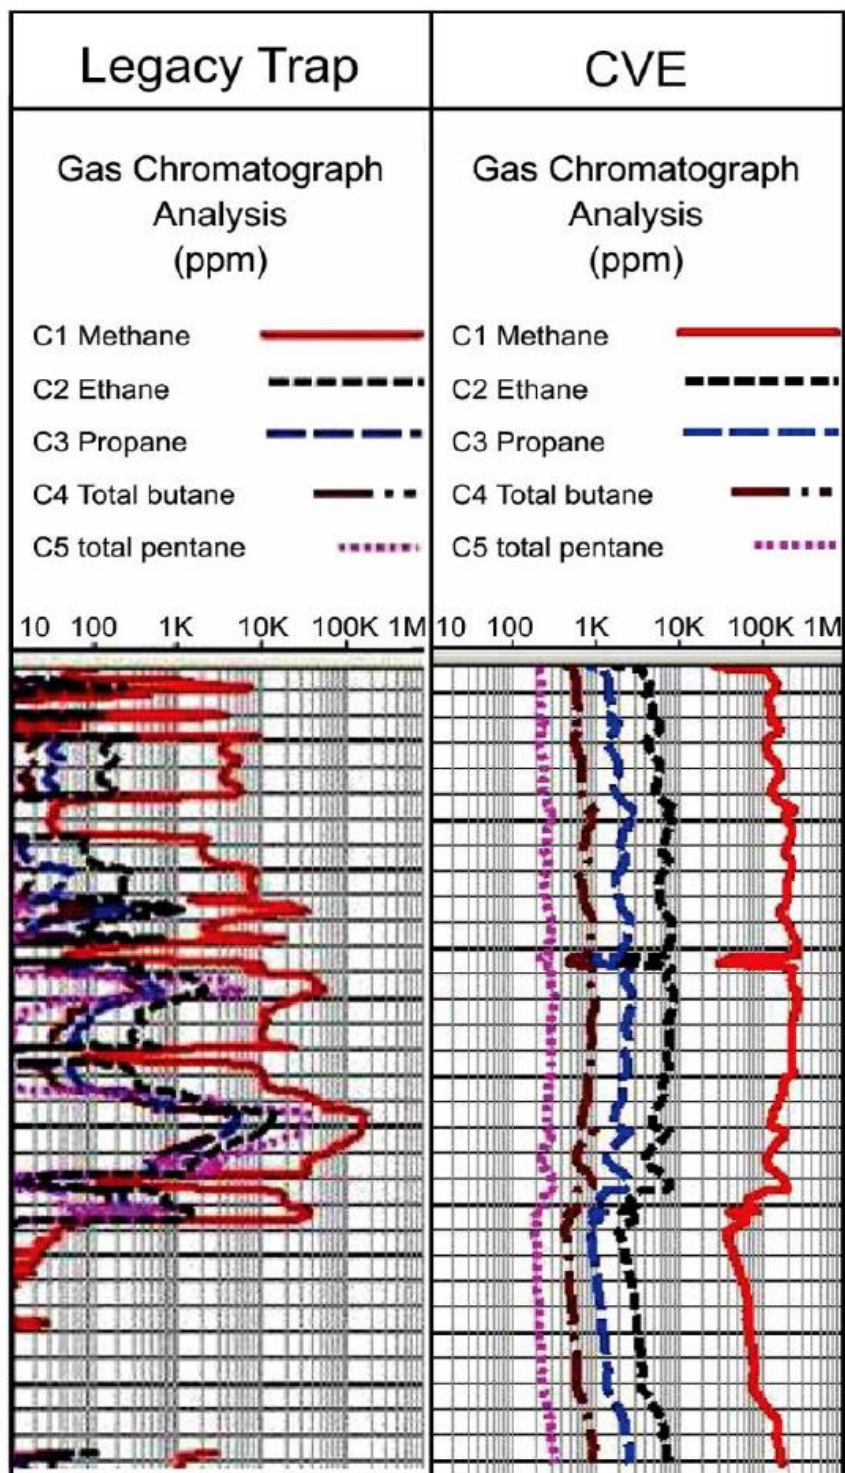 Legacy Trap
Gas Chromatograph
Analysis
(ppm)
C1 Methane
C2 Ethane
C3 Propane
C4 Total butane
C5 total pentane
10 100 1K 10K 100K 1M
CVE
Gas Chromatograph
Analysis
(ppm)
C1 Methane
C2 Ethane
C3 Propane
C4 Total butane
C5 total pentane
10 100 1K 10K 100K 1M